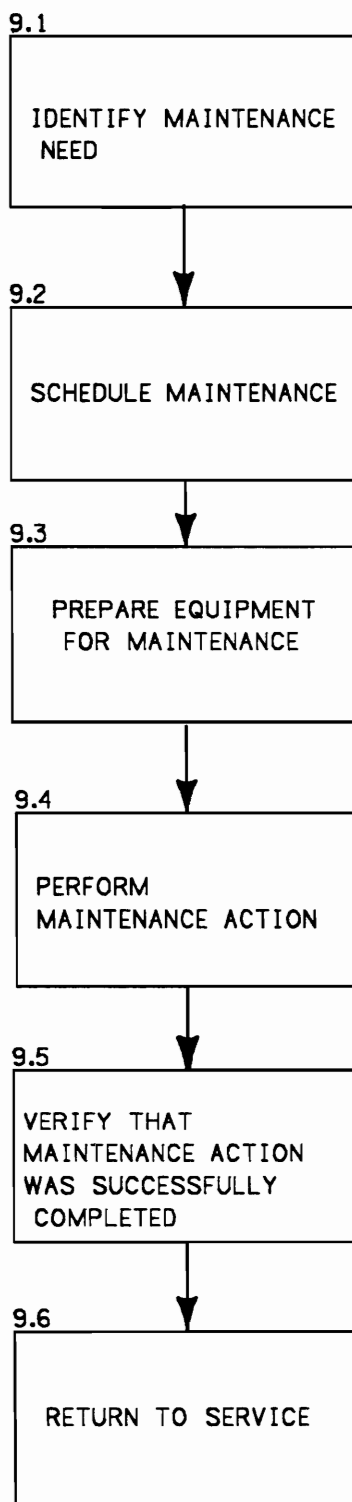 9.1
IDENTIFY MAINTENANCE
NEED
9.2
SCHEDULE MAINTENANCE
9.3
PREPARE EQUIPMENT
FOR MAINTENANCE
9.4
PERFORM
MAINTENANCE ACTION
9.5
VERIFY THAT
MAINTENANCE ACTION
WAS SUCCESSFULLY
COMPLETED
9.6
RETURN TO SERVICE